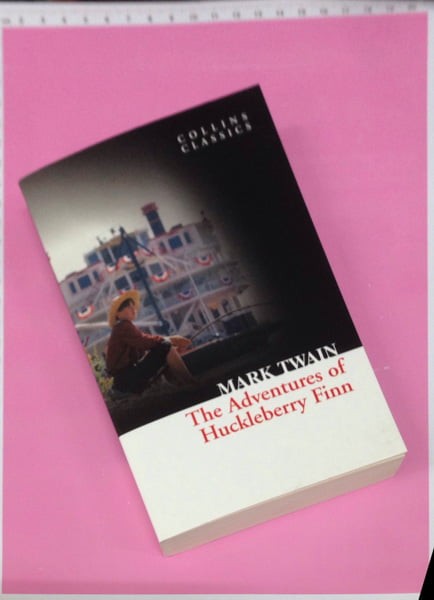 COLLINS
CLASSICS
MARK TWAIN
The Adventures of
Huckleberry Finn